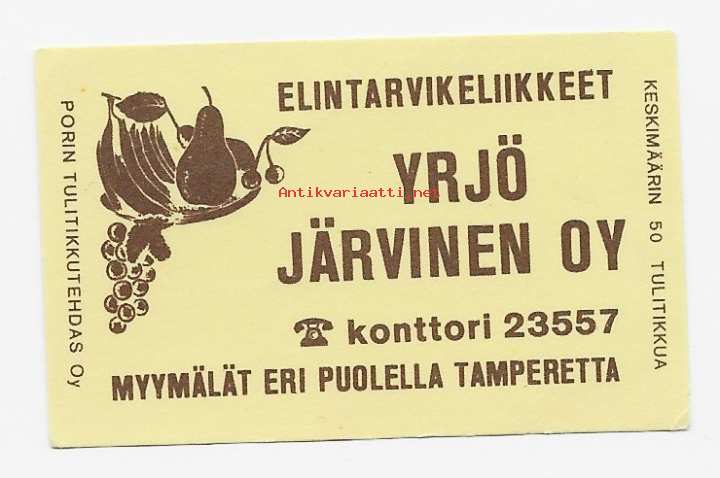 ELINTARVIKELIIKKEET
YRJÖ
JÄRVINEN OY
☎ konttori 23557
MYYMÄLÄT ERI PUOLELLA TAMPERETTA
PORIN TULITIKKUTEHDAS Oy
KESKIMÄÄRIN 50 TULITIKKUA
Antikvariaatti.net